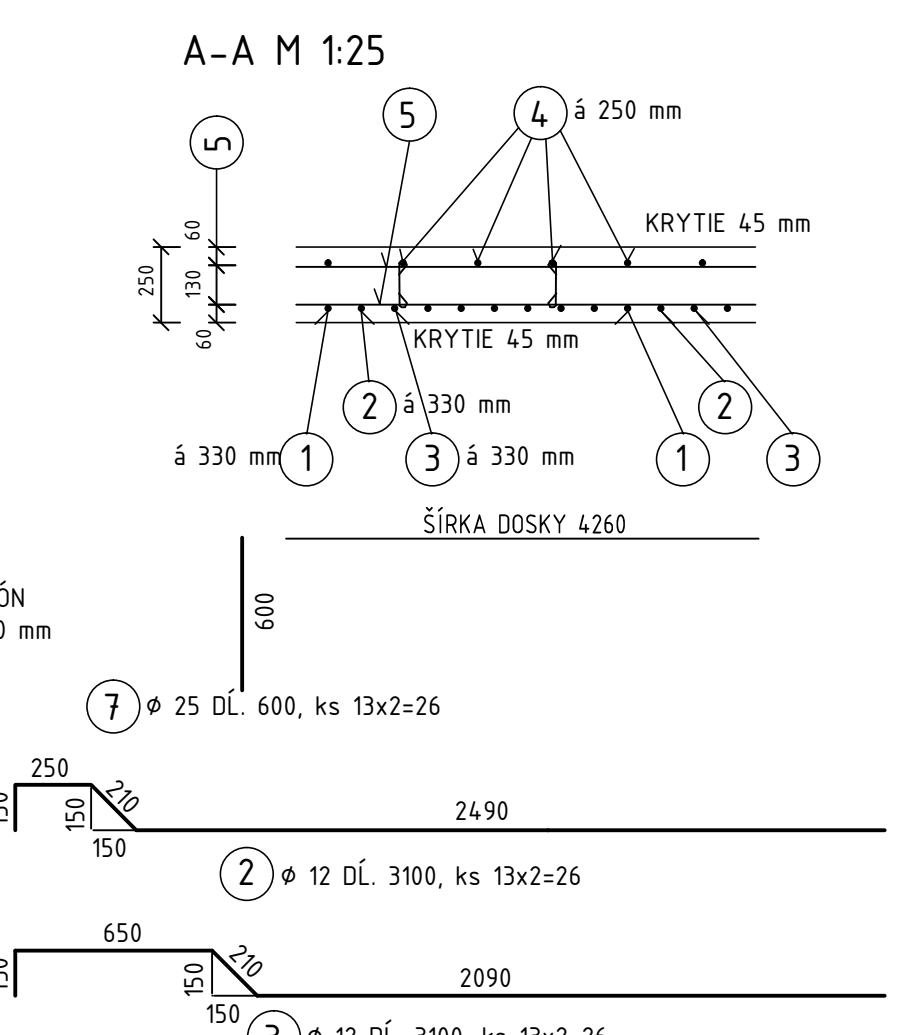 A-A M 1:25
5
5
4
á 250 mm
KRYTIE 45 mm
60
250
130
60
KRYTIE 45 mm
2
á 330 mm
2
á 330 mm
1
3
á 330 mm
1
3
ŠÍRKA DOSKY 4260
ÓN
600
0 mm
7
ϕ 25 DĹ. 600, ks 13x2=26
250
210
150
150
2490
150
2
ϕ 12 DĹ. 3100, ks 13x2=26
650
210
150
150
2090
150